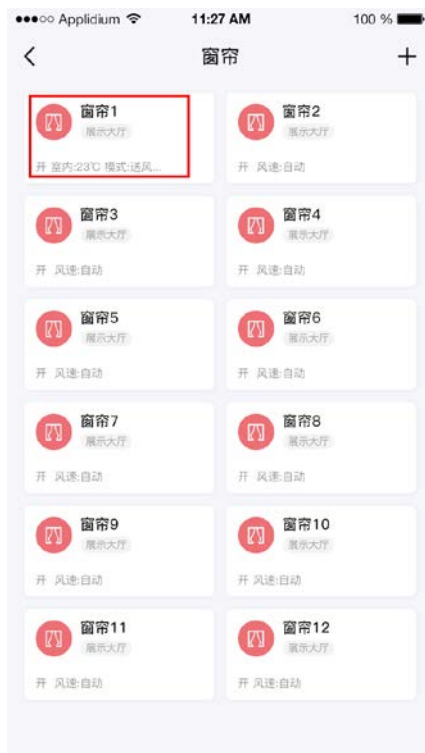 Applidium 11:27 AM 100 %
窗帘
窗帘1 窗帘2
展示大厅 展示大厅
开 室内:23℃ 模式:送风... 开 风速:自动
窗帘3 窗帘4
展示大厅 展示大厅
开 风速:自动 开 风速:自动
窗帘5 窗帘6
展示大厅 展示大厅
开 风速:自动 开 风速:自动
窗帘7 窗帘8
展示大厅 展示大厅
开 风速:自动 开 风速:自动
窗帘9 窗帘10
展示大厅 展示大厅
开 风速:自动 开 风速:自动
窗帘11 窗帘12
展示大厅 展示大厅
开 风速:自动 开 风速:自动